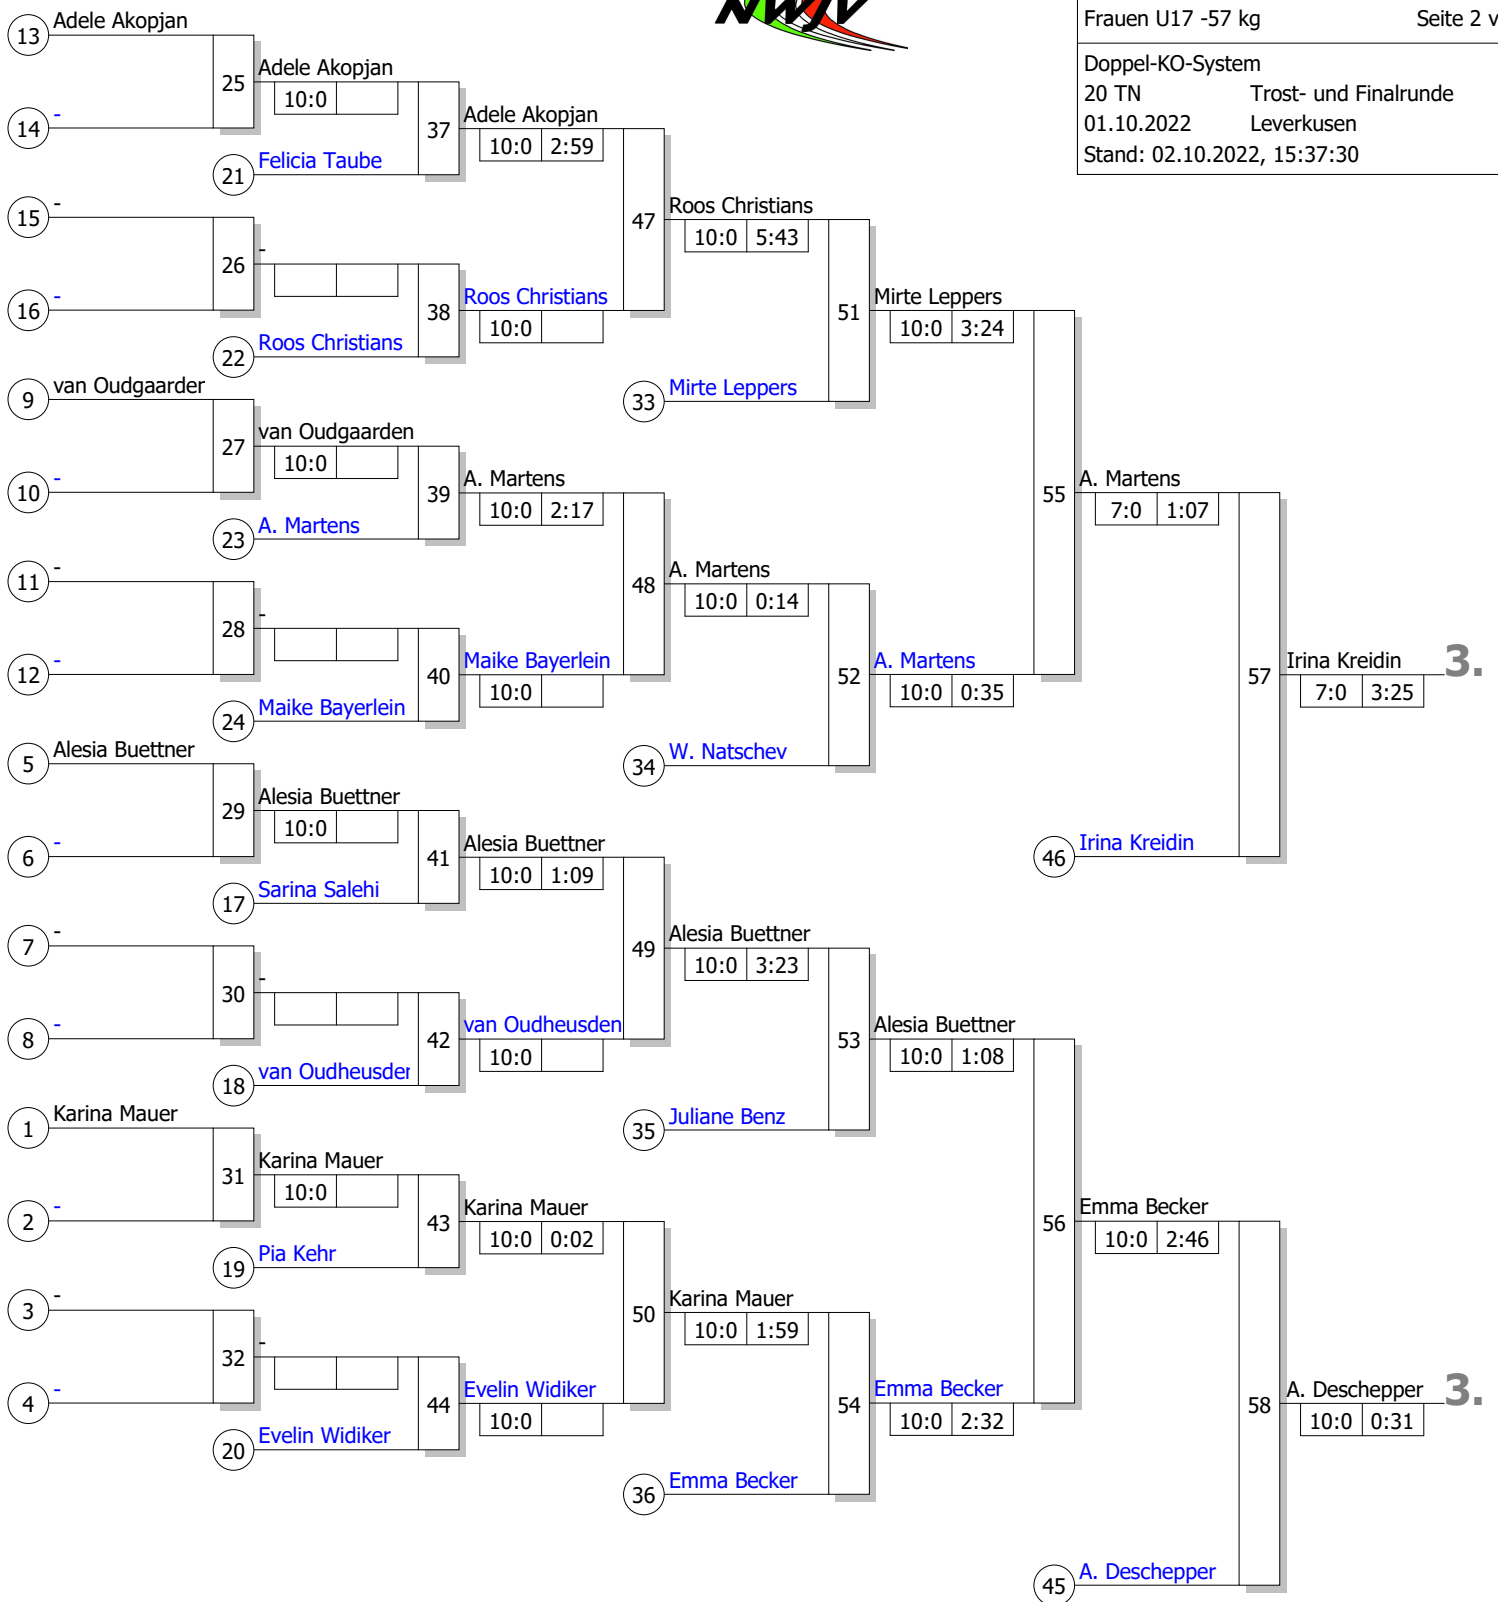 NWJV
Frauen U17 -57 kg Seite 2 v
Doppel-KO-System
20 TN Trost- und Finalrunde
01.10.2022 Leverkusen
Stand: 02.10.2022, 15:37:30
13 Adele Akopjan
25 Adele Akopjan
10:0
14 -
37 Adele Akopjan
10:0 2:59
21 Felicia Taube
15 -
47 Roos Christians
10:0 5:43
26 -
16 -
38 Roos Christians
10:0
22 Roos Christians
51 Mirte Leppers
10:0 3:24
33 Mirte Leppers
9 van Oudgaarder
27 van Oudgaarden
10:0
10 -
39 A. Martens
10:0 2:17
23 A. Martens
55 A. Martens
7:0 1:07
11 -
48 A. Martens
10:0 0:14
28 -
12 -
40 Maike Bayerlein
10:0
24 Maike Bayerlein
52 A. Martens
10:0 0:35
34 W. Natschev
57 Irina Kreidin 3.
7:0 3:25
46 Irina Kreidin
5 Alesia Buettner
29 Alesia Buettner
10:0
6 -
41 Alesia Buettner
10:0 1:09
17 Sarina Salehi
7 -
49 Alesia Buettner
10:0 3:23
30 -
8 -
42 van Oudheusden
10:0
18 van Oudheusder
53 Alesia Buettner
10:0 1:08
35 Juliane Benz
1 Karina Mauer
31 Karina Mauer
10:0
2 -
43 Karina Mauer
10:0 0:02
19 Pia Kehr
56 Emma Becker
10:0 2:46
3 -
50 Karina Mauer
10:0 1:59
32 -
4 -
44 Evelin Widiker
10:0
20 Evelin Widiker
54 Emma Becker
10:0 2:32
36 Emma Becker
58 A. Deschepper 3.
10:0 0:31
45 A. Deschepper